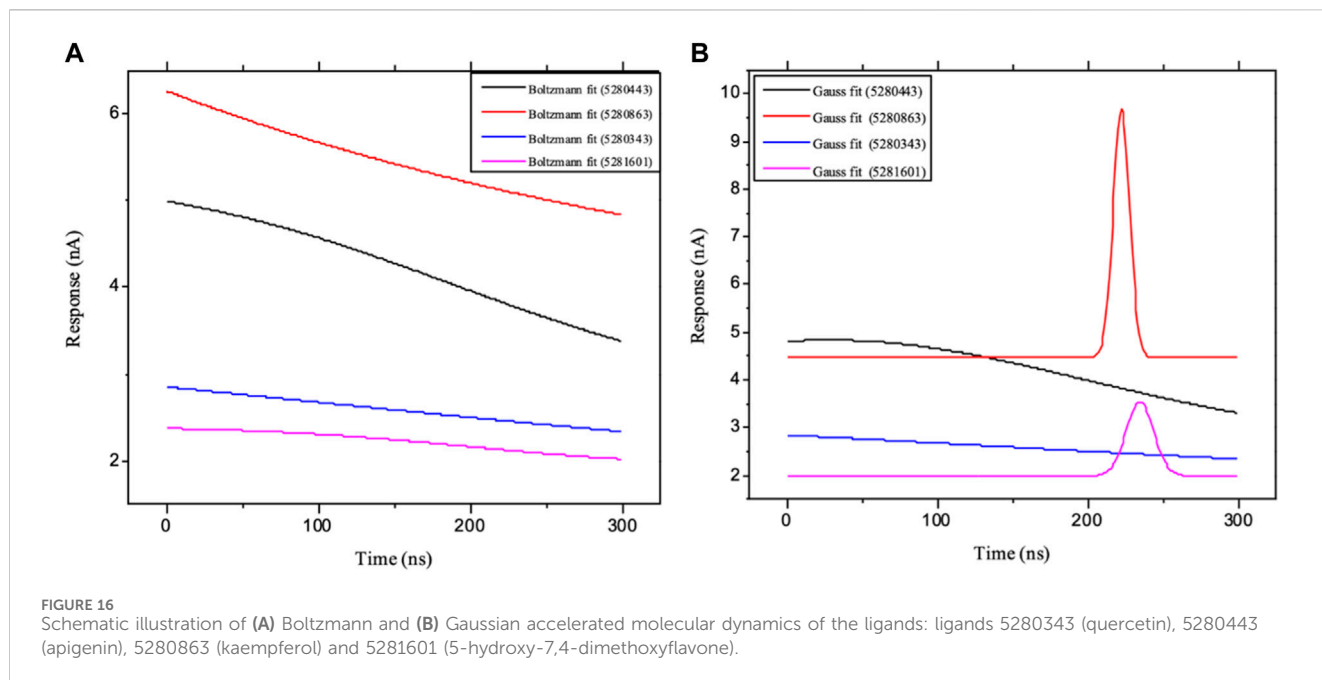 A
Boltzmann fit (5280443)
Boltzmann fit (5280863)
Boltzmann fit (5280343)
Boltzmann fit (5281601)
6
4
2
Response (nA)
0 100 200 300
Time (ns)
B
Gauss fit (5280443)
Gauss fit (5280863)
Gauss fit (5280343)
Gauss fit (5281601)
10
9
8
7
6
5
4
3
2
Response (nA)
0 100 200 300
Time (ns)
FIGURE 16
Schematic illustration of (A) Boltzmann and (B) Gaussian accelerated molecular dynamics of the ligands: ligands 5280343 (quercetin), 5280443
(apigenin), 5280863 (kaempferol) and 5281601 (5-hydroxy-7,4-dimethoxyflavone).